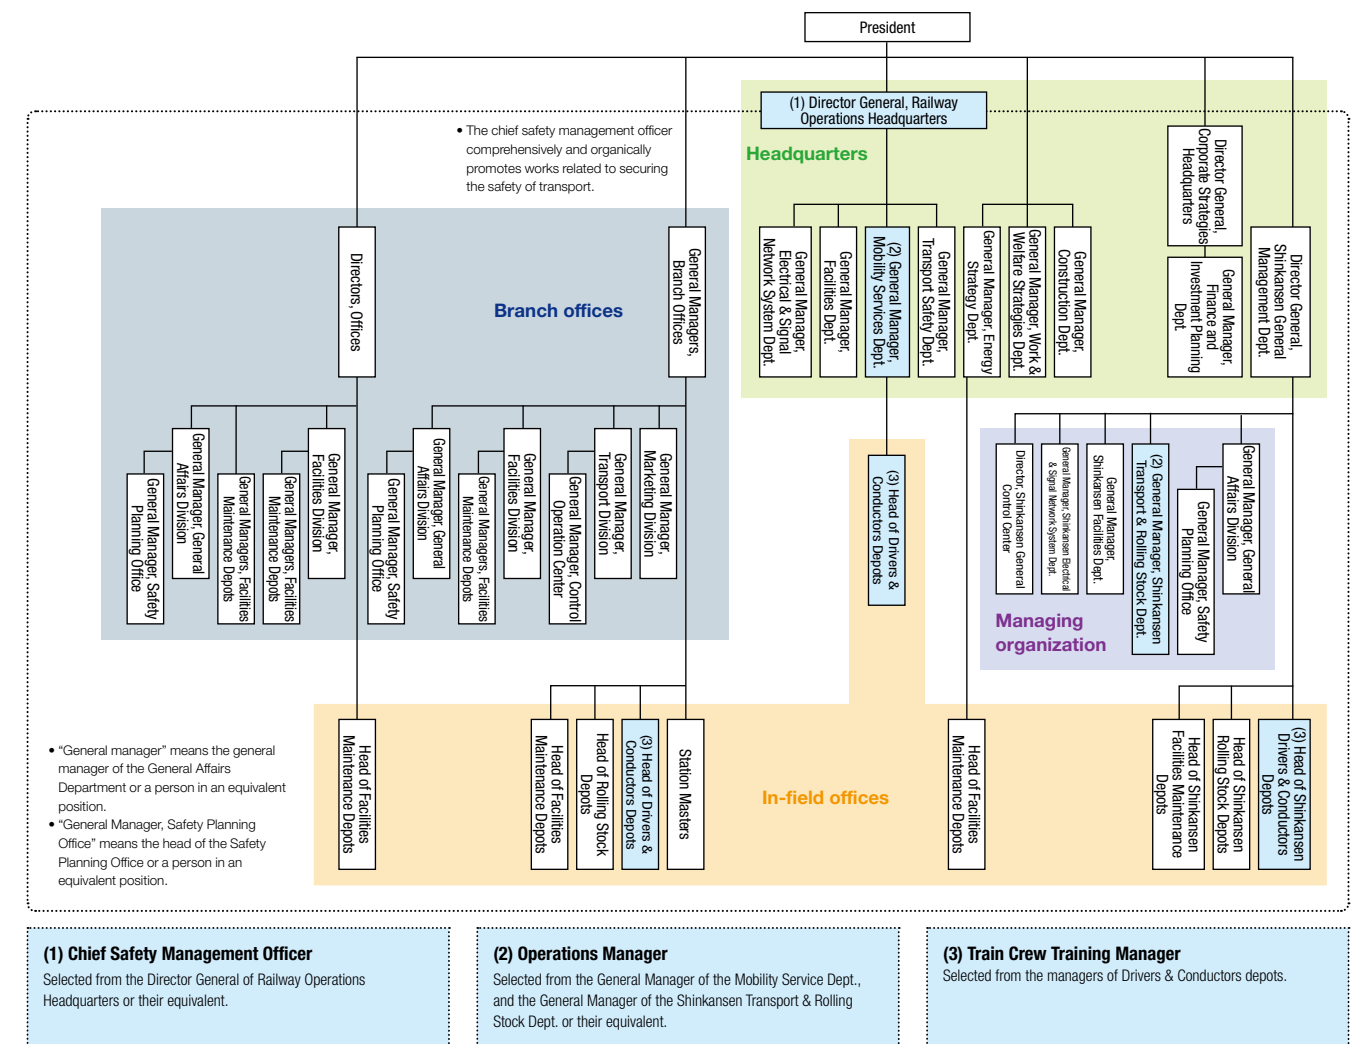 President
(1) Director General, Railway
Operations Headquarters
• The chief safety management officer
comprehensively and organically
promotes works related to securing
the safety of transport.
Headquarters
Director General,
Corporate Strategies
Headquarters
General Manager,
Finance and
Investment Planning
Dept.
Director General,
Shinkansen General
Management Dept.
General Manager,
Electrical & Signal
Network System Dept.
General Manager,
Facilities Dept.
(2) General Manager,
Mobility Services Dept.
General Manager,
Transport Safety Dept.
General Manager, Energy
Strategy Dept.
General Manager, Work &
Welfare Strategies Dept.
General Manager,
Construction Dept.
Branch offices
Directors, Offices
General Managers,
Branch Offices
General Manager, Safety
Planning Office
General Manager, General
Affairs Division
General Managers, Facilities
Maintenance Depots
General Managers, Facilities
Maintenance Depots
General Manager,
Facilities Division
General Manager, Safety
Planning Office
General Manager, General
Affairs Division
General Managers, Facilities
Maintenance Depots
General Manager,
Facilities Division
General Manager, Control
Operation Center
General Manager,
Transport Division
General Manager,
Marketing Division
(3) Head of Drivers &
Conductors Depots
Director, Shinkansen General
Control Center
General Manager, Shinkansen Electrical
& Signal Network System Dept.
General Manager,
Shinkansen Facilities Dept.
(2) General Manager, Shinkansen
Transport & Rolling Stock Dept.
General Manager, Safety
Planning Office
General Manager, General
Affairs Division
Managing
organization
• “General manager” means the general
manager of the General Affairs
Department or a person in an equivalent
position.
• “General Manager, Safety Planning
Office” means the head of the Safety
Planning Office or a person in an
equivalent position.
Head of Facilities
Maintenance Depots
Head of Facilities
Maintenance Depots
Head of Rolling Stock
Depots
(3) Head of Drivers &
Conductors Depots
Station Masters
In-field offices
Head of Facilities
Maintenance Depots
Head of Shinkansen
Facilities Maintenance
Depots
Head of Shinkansen
Rolling Stock Depots
(3) Head of Shinkansen
Drivers & Conductors
Depots
(1) Chief Safety Management Officer
Selected from the Director General of Railway Operations
Headquarters or their equivalent.
(2) Operations Manager
Selected from the General Manager of the Mobility Service Dept.,
and the General Manager of the Shinkansen Transport & Rolling
Stock Dept. or their equivalent.
(3) Train Crew Training Manager
Selected from the managers of Drivers & Conductors depots.